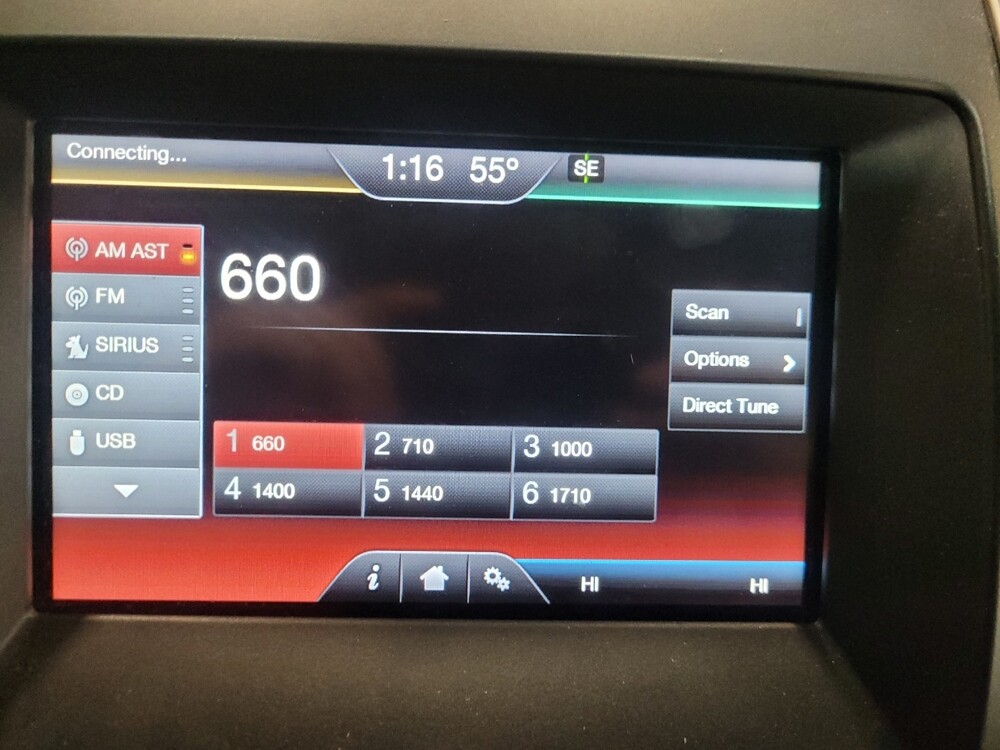 Connecting...
1:16 55° SE
AM AST
FM
SIRIUS
CD
USB
660
Scan
Options
Direct Tune
1 660 2 710 3 1000
4 1400 5 1440 6 1710
i HI HI